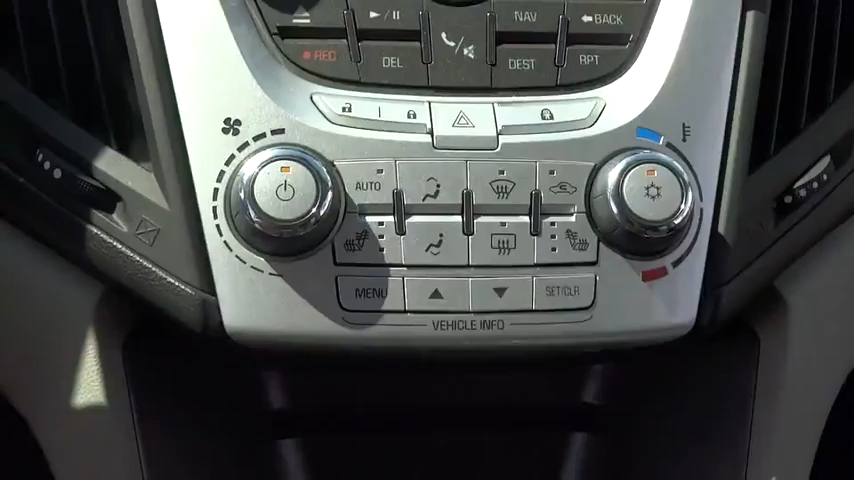 NAV
BACK
REC
DEL
DEST
RPT
AUTO
MENU
SET/CLR
VEHICLE INFO